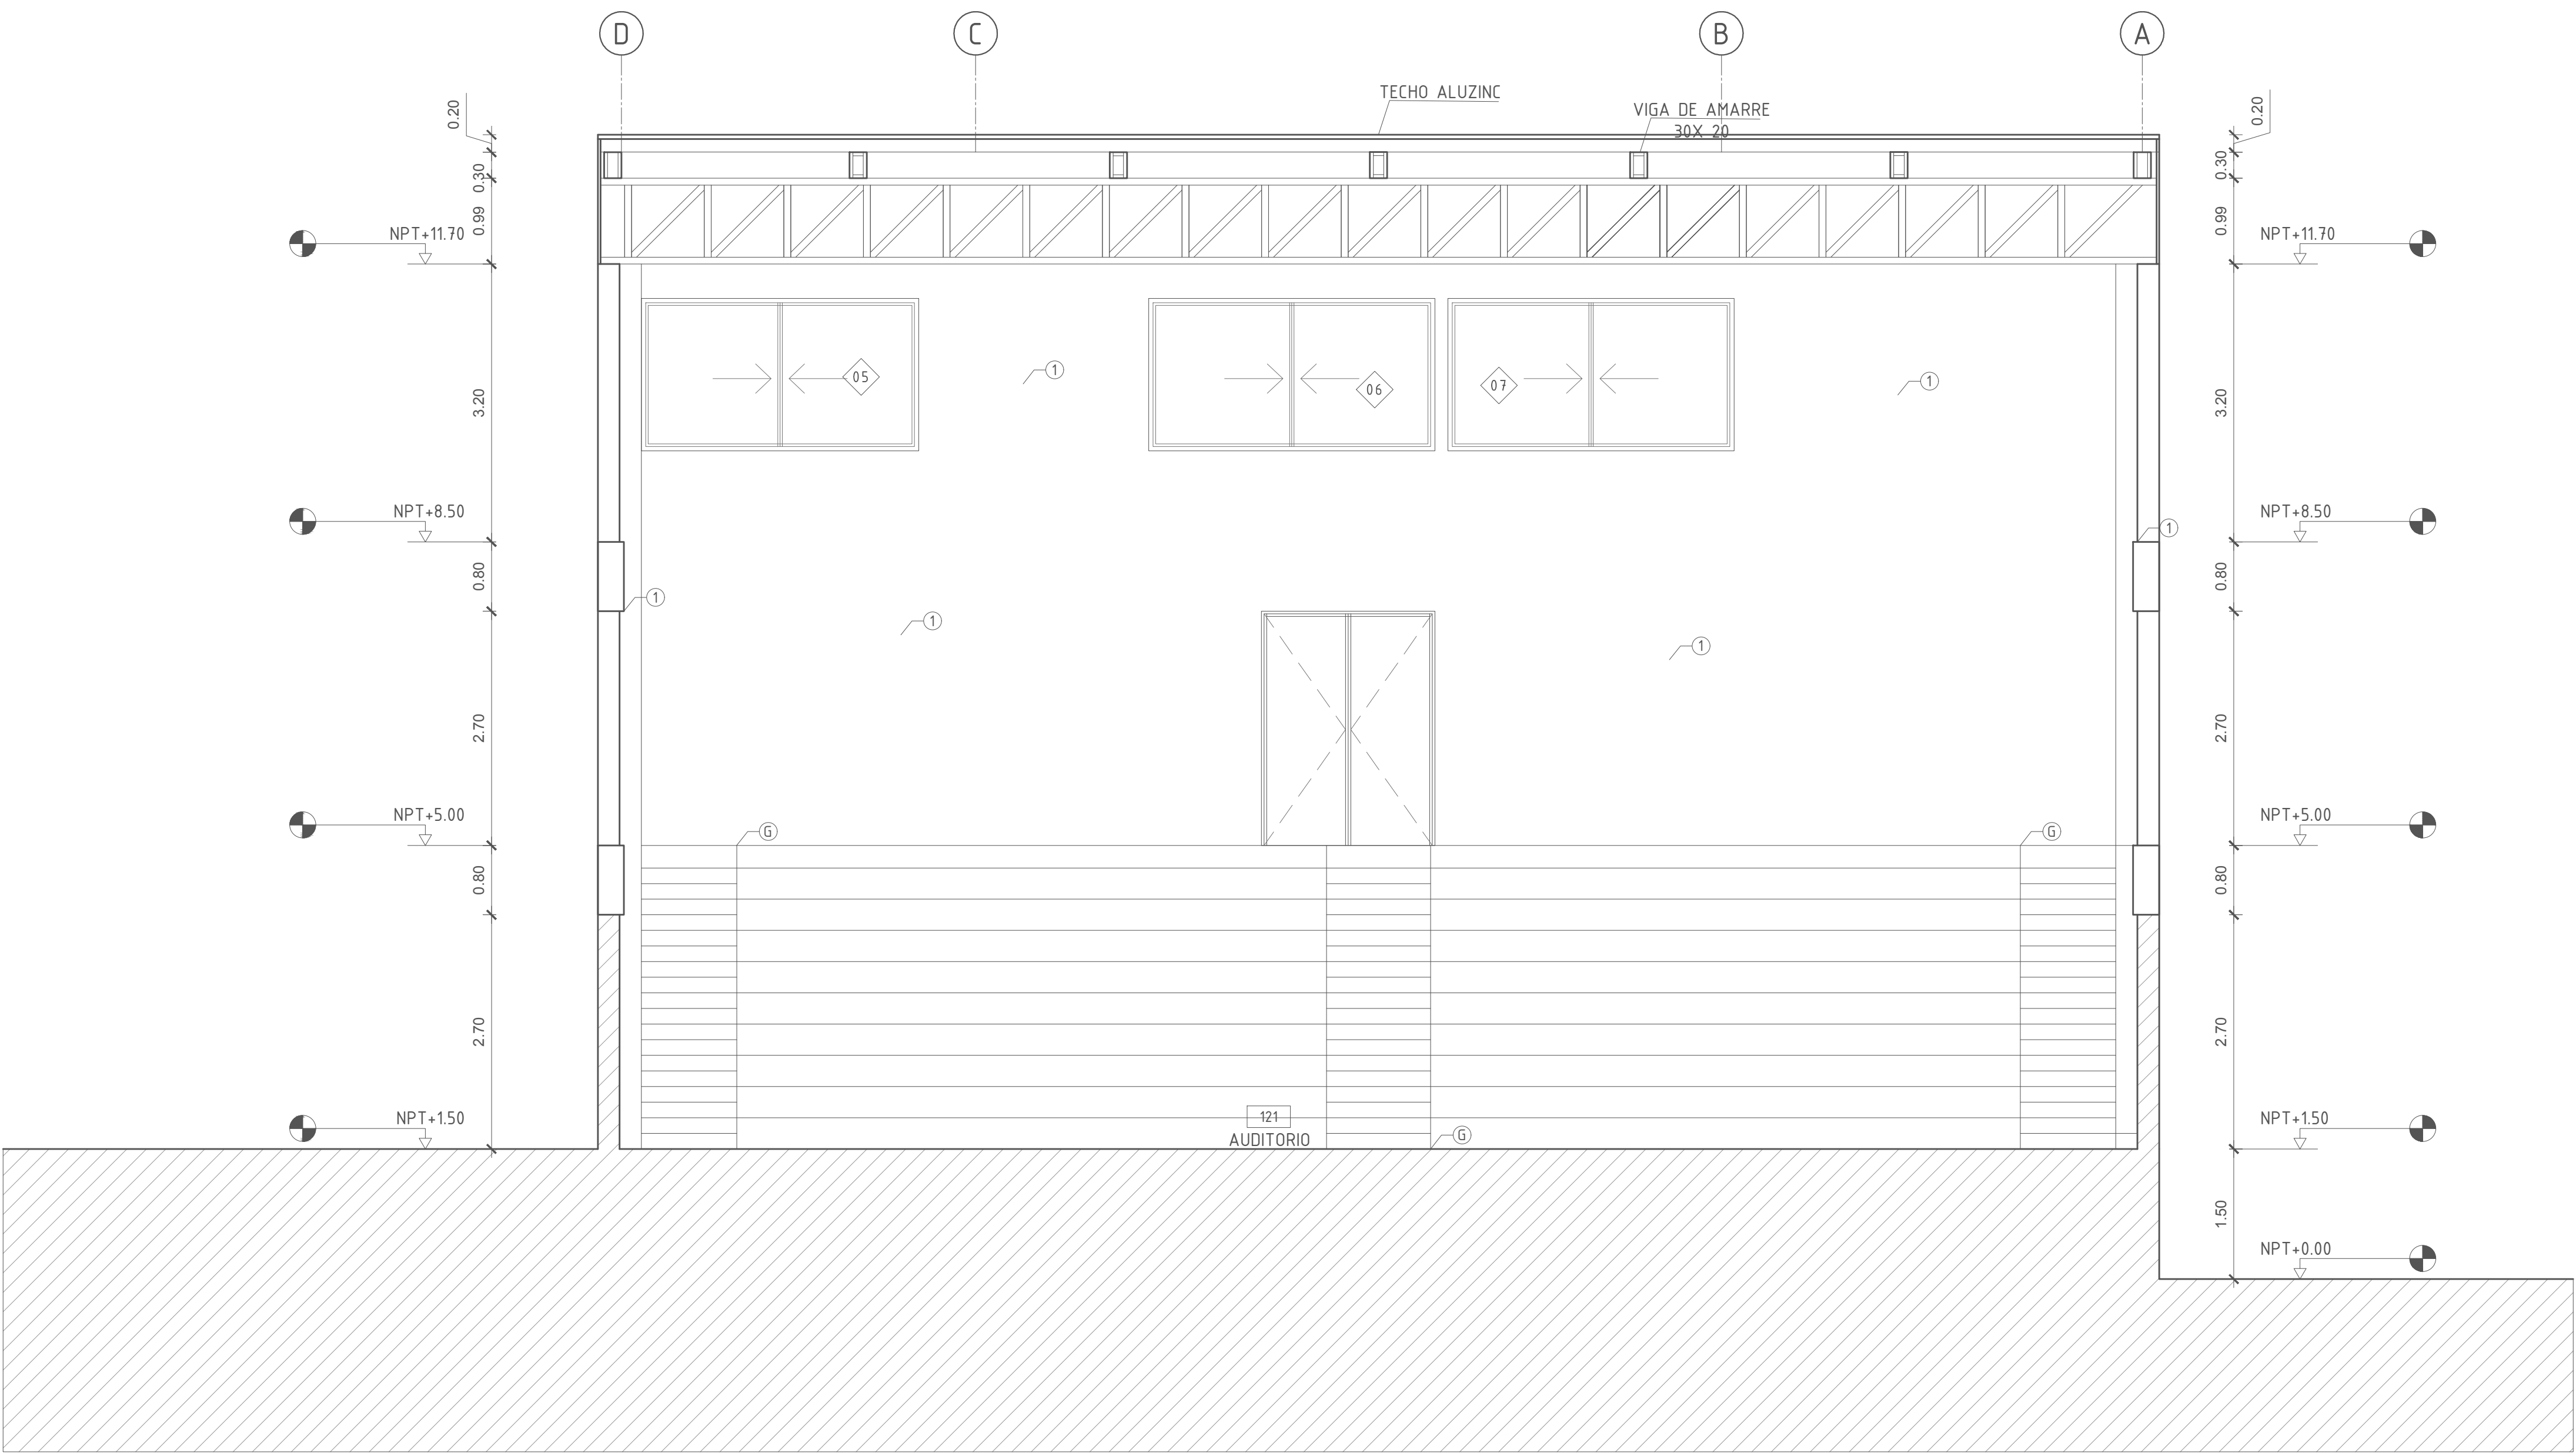 D
C
B
A
TECHO ALUZINC
VIGA DE AMARRE
30X 20
0.20
0.20
0.30
0.30
0.99
0.99
NPT+11.70
NPT+11.70
05
06
07
1
1
3.20
3.20
NPT+8.50
NPT+8.50
1
0.80
0.80
1
1
1
2.70
2.70
NPT+5.00
NPT+5.00
G
G
0.80
0.80
2.70
2.70
NPT+1.50
NPT+1.50
121
AUDITORIO
G
1.50
NPT+0.00